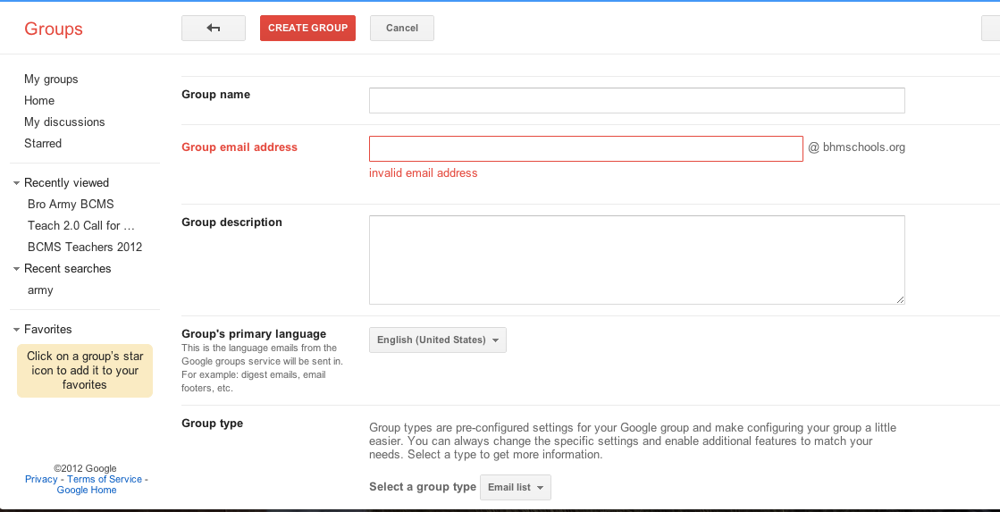 Groups
CREATE GROUP
Cancel
My groups
Home
My discussions
Starred
Recently viewed
Bro Army BCMS
Teach 2.0 Call for …
BCMS Teachers 2012
Recent searches
army
Favorites
Click on a group's star
icon to add it to your
favorites
©2012 Google
Privacy - Terms of Service -
Google Home
Group name
Group email address
@ bhmschools.org
invalid email address
Group description
Group's primary language
This is the language emails from the
Google groups service will be sent in.
For example: digest emails, email
footers, etc.
English (United States)
Group type
Group types are pre-configured settings for your Google group and make configuring your group a little
easier. You can always change the specific settings and enable additional features to match your
needs. Select a type to get more information.
Select a group type Email list